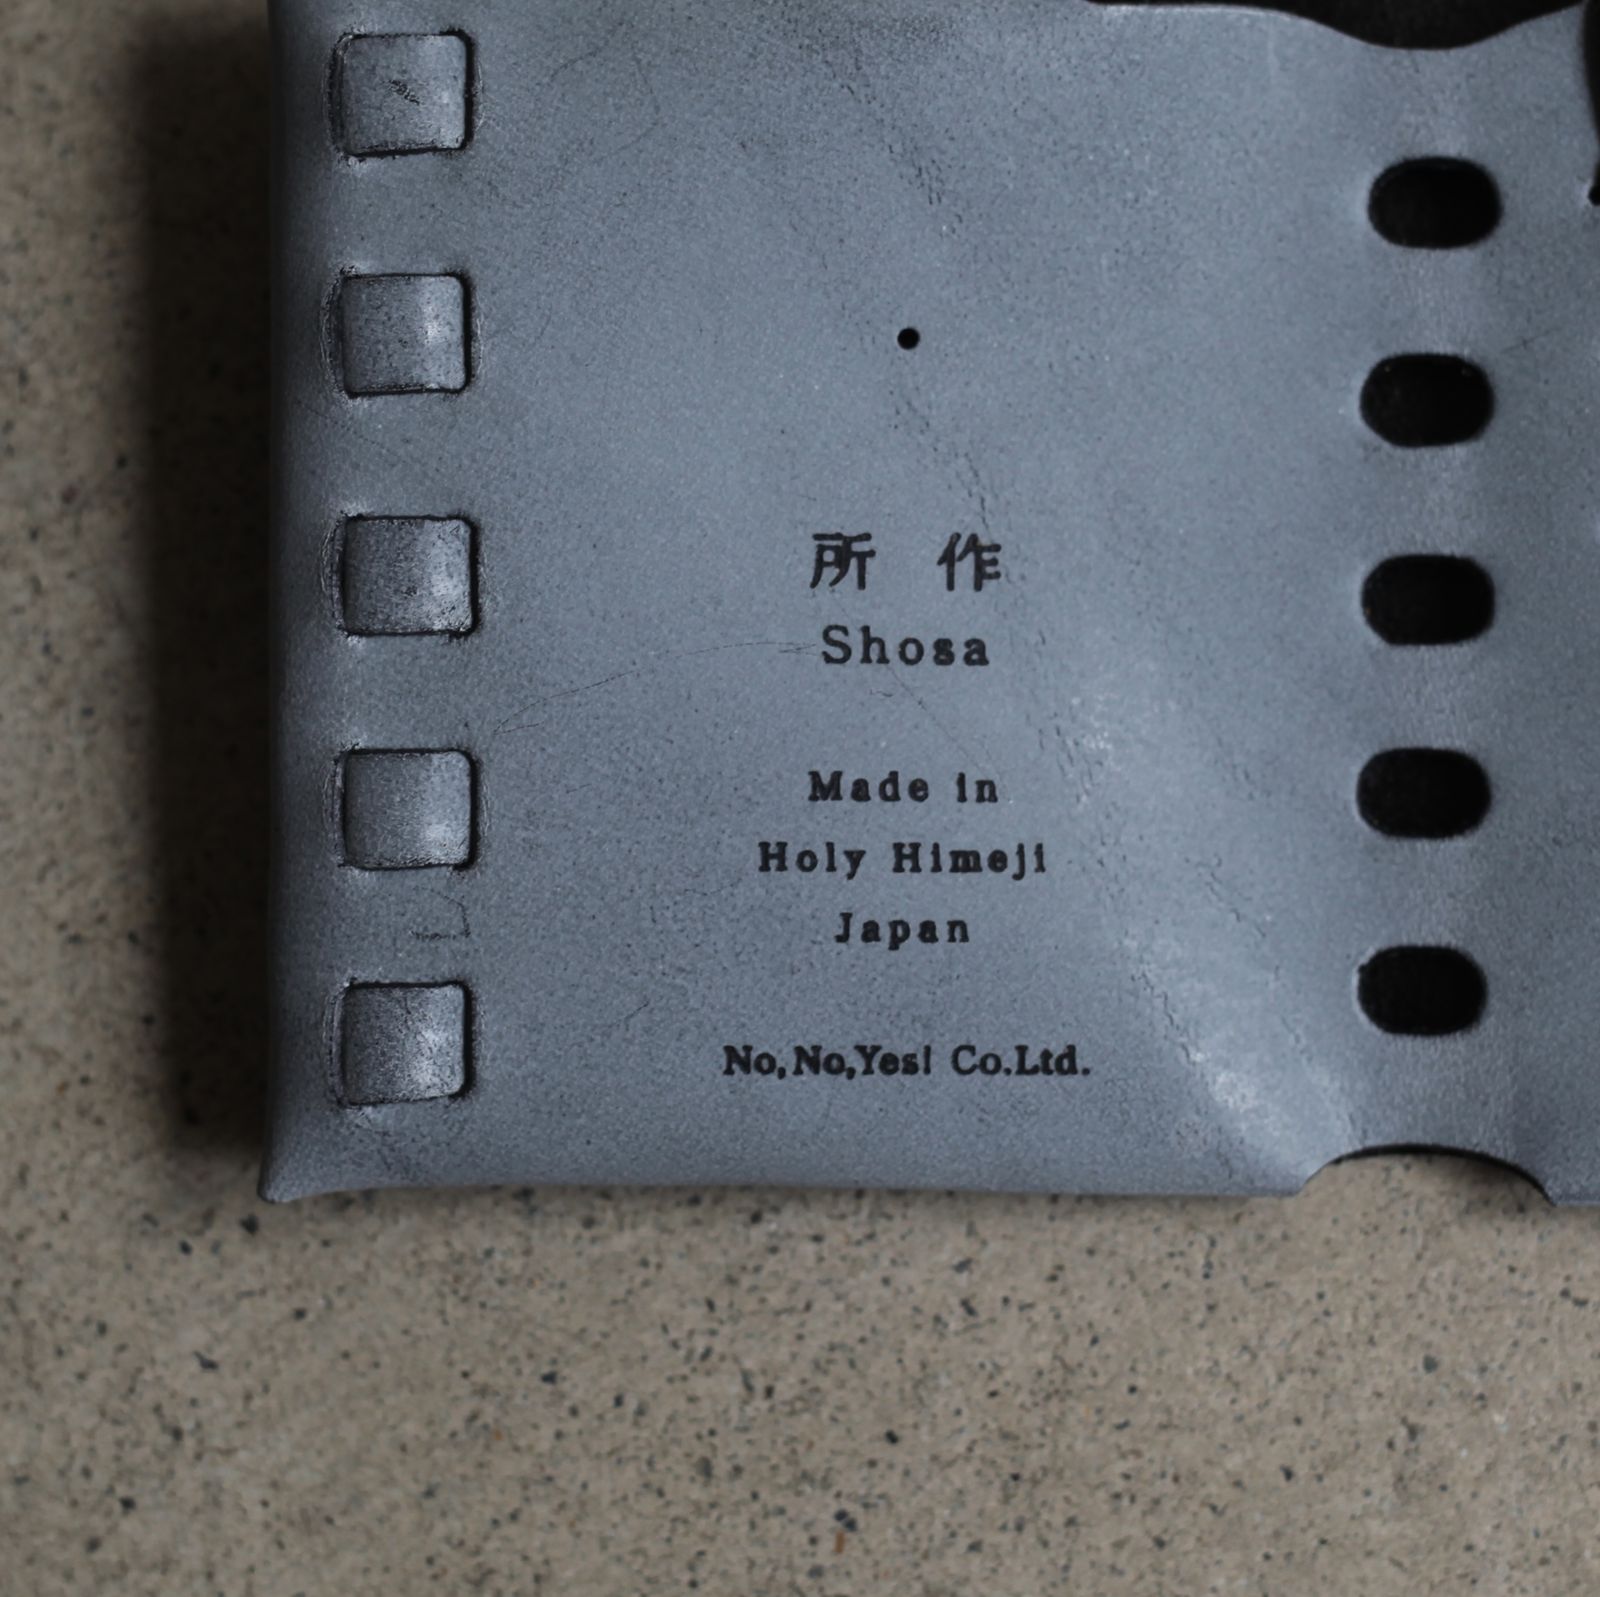 所 作
Shosa
Made in
Holy Himeji
Japan
No,No,Yes! Co.Ltd.